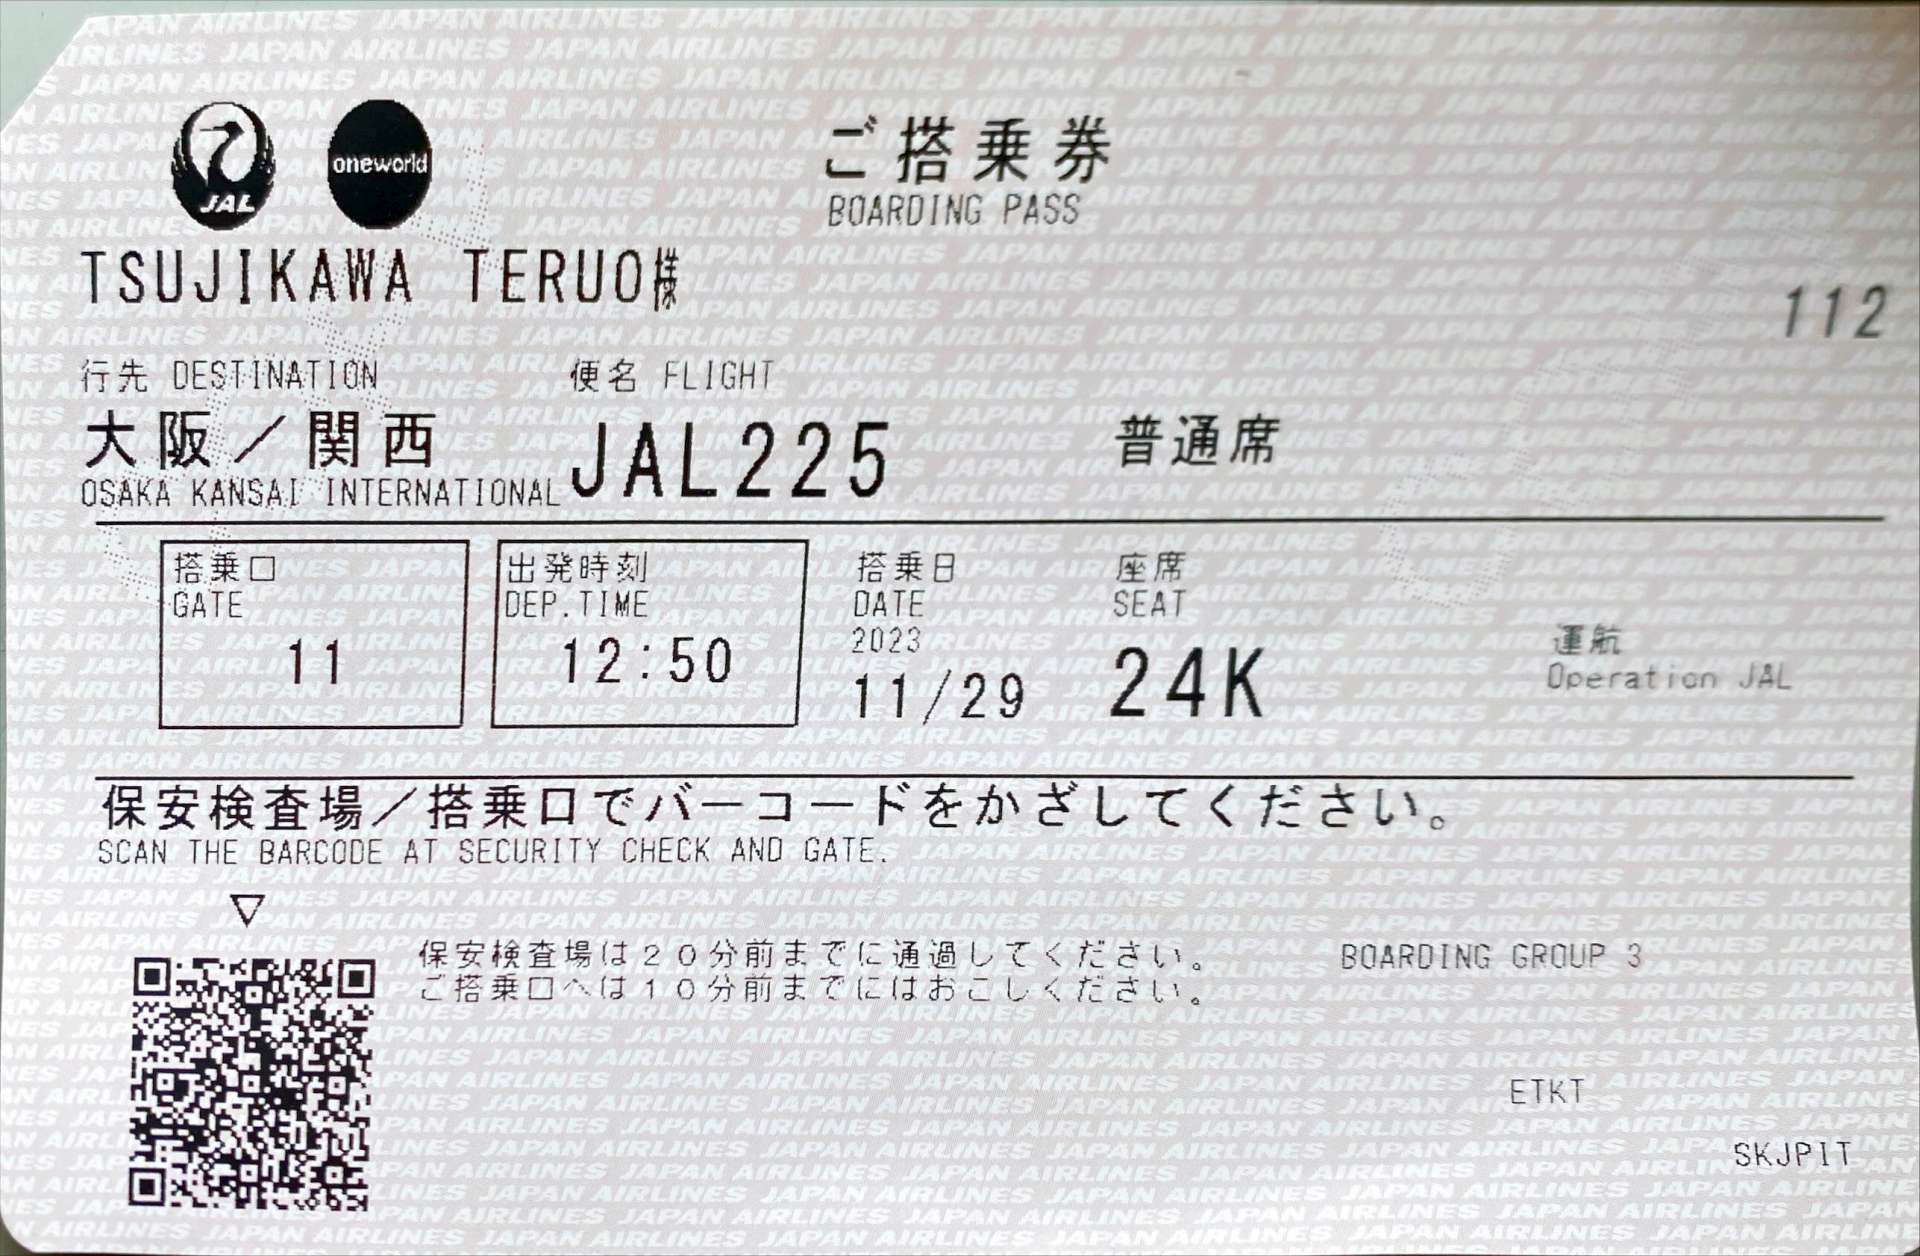 JAL
oneworld
ご搭乗券
BOARDING PASS
TSUJIKAWA TERUO様
112
行先 DESTINATION
便名 FLIGHT
大阪／関西
OSAKA KANSAI INTERNATIONAL
JAL225
普通席
搭乗口
GATE
11
出発時刻
DEP.TIME
12:50
搭乗日
DATE
2023
11/29
座席
SEAT
24K
運航
Operation JAL
保安検査場／搭乗口でバーコードをかざしてください。
SCAN THE BARCODE AT SECURITY CHECK AND GATE.
保安検査場は２０分前までに通過してください。
ご搭乗口へは１０分前までにはおこしください。
BOARDING GROUP 3
ETKT
SKJPIT
JAPAN AIRLINES